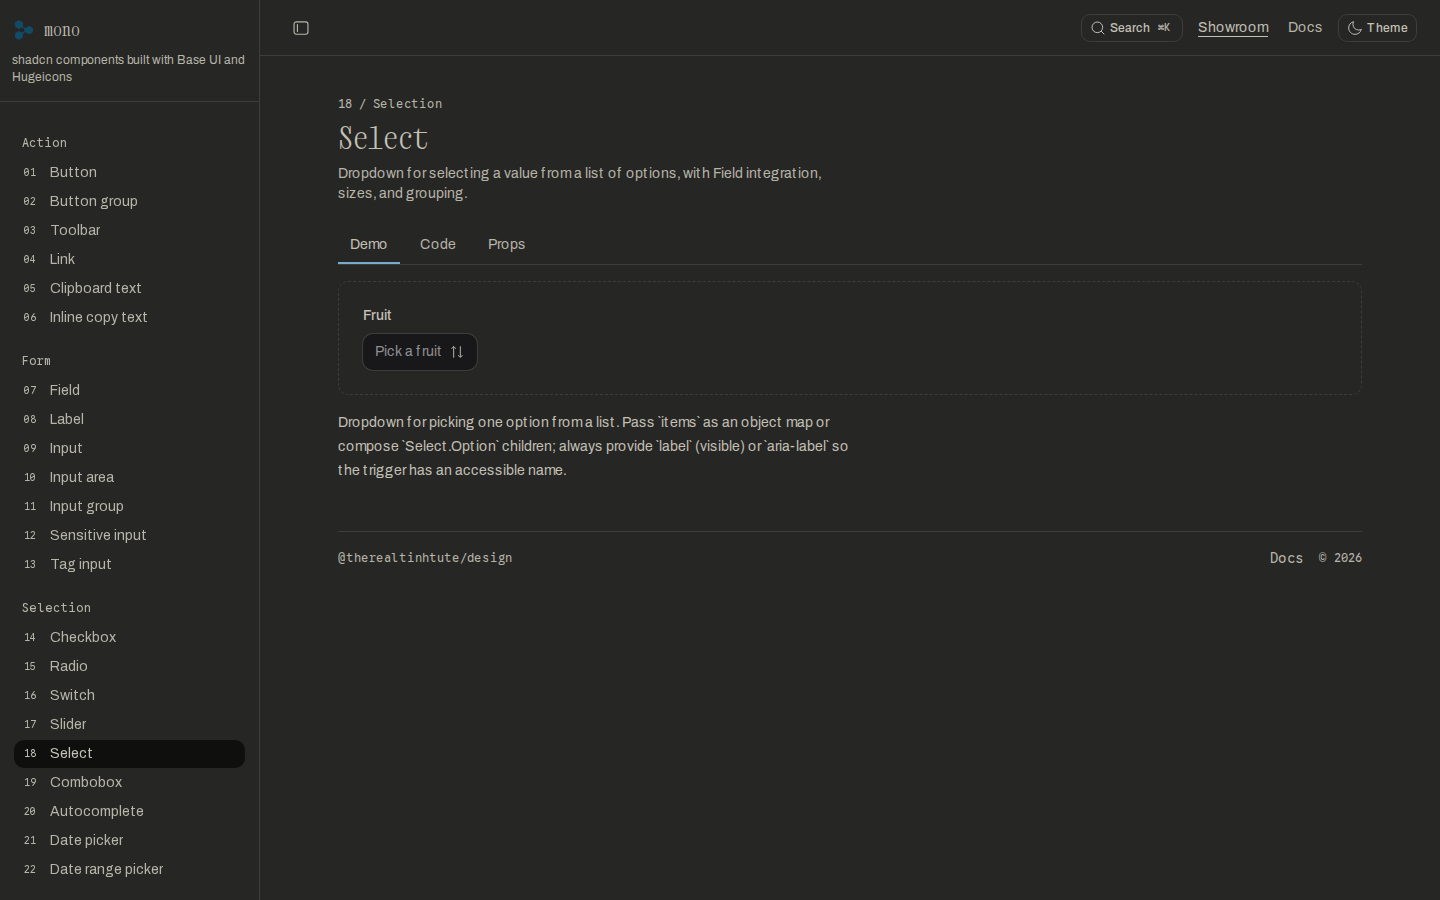 mono
shadcn components built with Base UI and
Hugeicons
Action
01 Button
02 Button group
03 Toolbar
04 Link
05 Clipboard text
06 Inline copy text
Form
07 Field
08 Label
09 Input
10 Input area
11 Input group
12 Sensitive input
13 Tag input
Selection
14 Checkbox
15 Radio
16 Switch
17 Slider
18 Select
19 Combobox
20 Autocomplete
21 Date picker
22 Date range picker
Search ⌘K Showroom Docs Theme
18 / Selection
Select
Dropdown for selecting a value from a list of options, with Field integration,
sizes, and grouping.
Demo Code Props
Fruit
Pick a fruit
Dropdown for picking one option from a list. Pass `items` as an object map or
compose `Select.Option` children; always provide `label` (visible) or `aria-label` so
the trigger has an accessible name.
@therealtinhtute/design
Docs © 2026